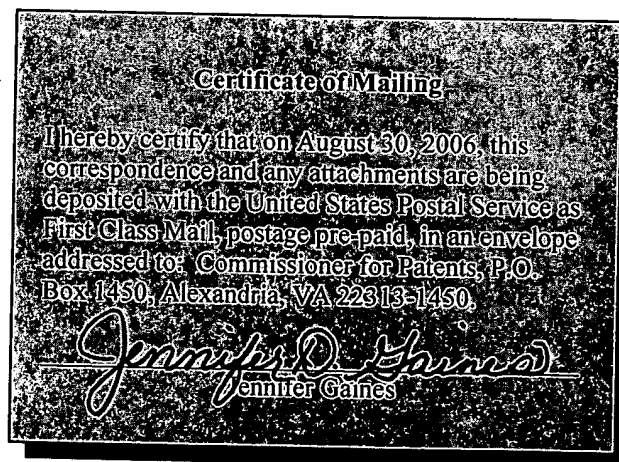 Certificate of Mailing
I hereby certify that on August 30, 2006, this
correspondence and any attachments are being
deposited with the United States Postal Service as
First Class Mail, postage pre-paid, in an envelope
addressed to: Commissioner for Patents, P.O.
Box 1450, Alexandria, VA 22313-1450.
Jennifer D. Gaines
Jennifer Gaines